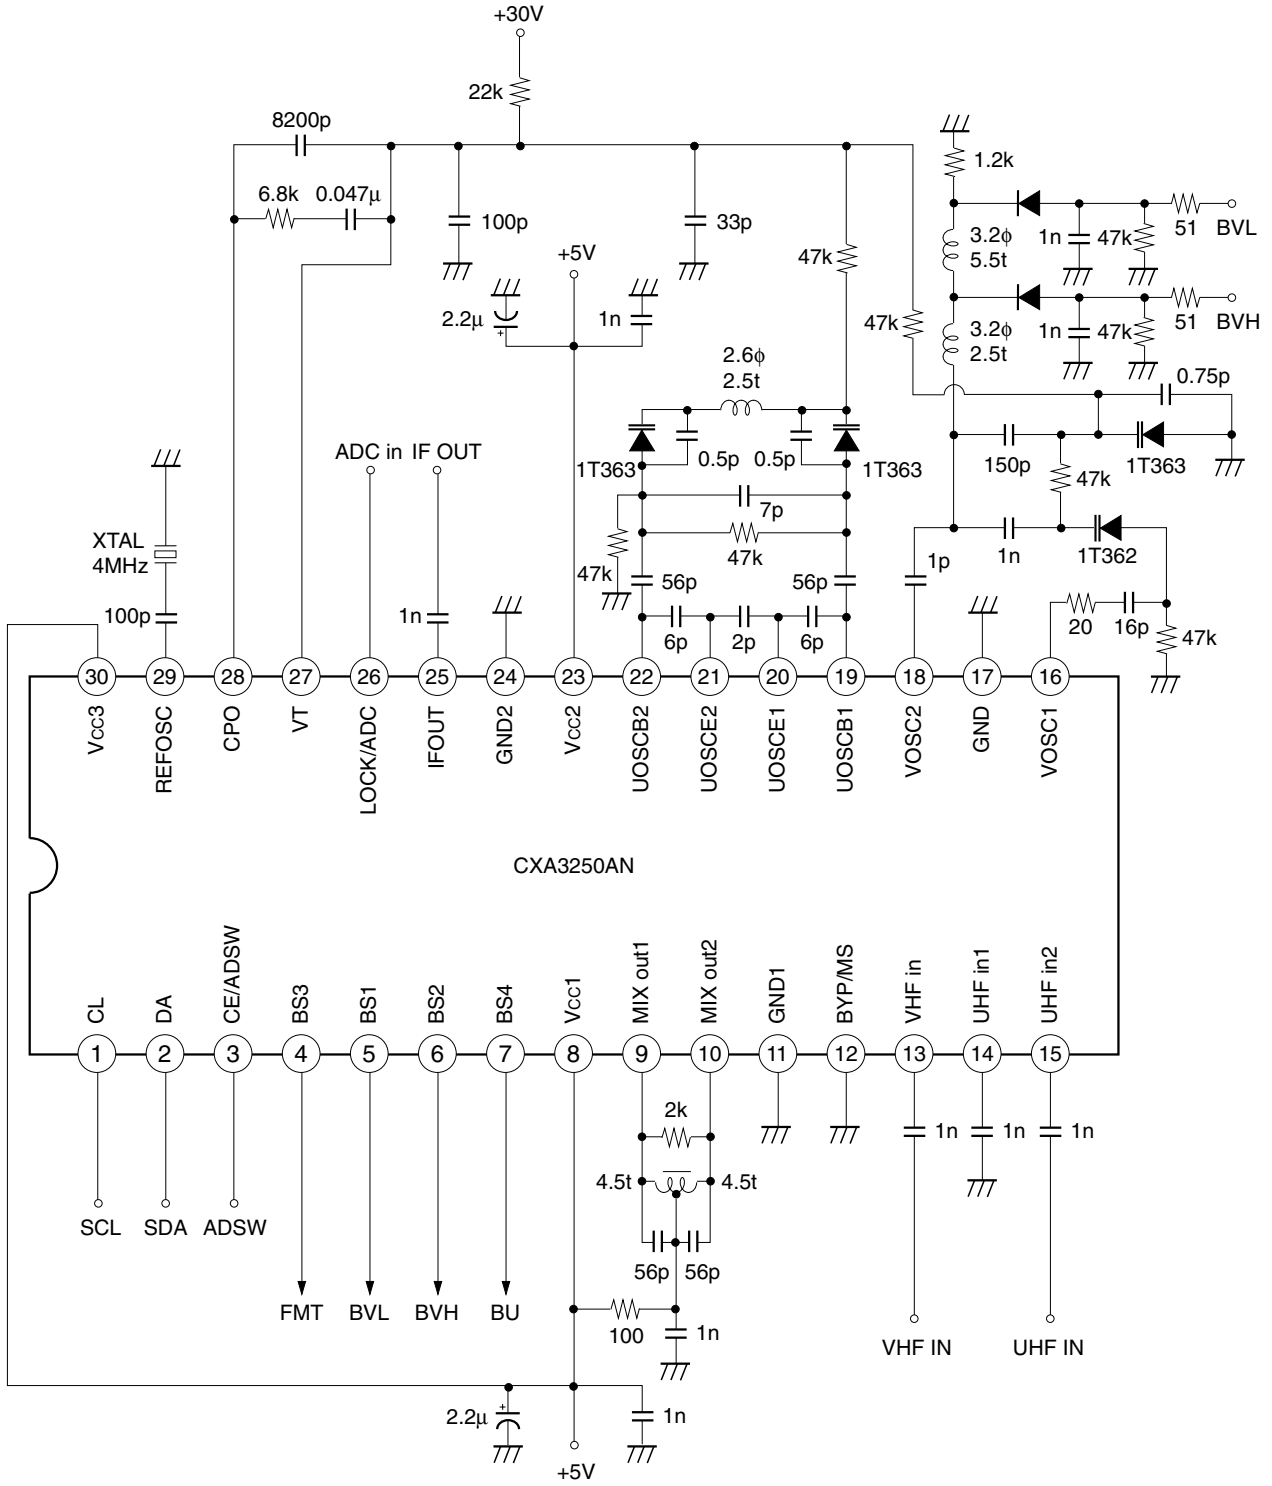 +30V
22k
8200p
1.2k
6.8k
0.047μ
100p
33p
3.2φ
5.5t
1n
47k
51
BVL
+5V
47k
2.2μ
1n
47k
3.2φ
2.5t
1n
47k
51
BVH
2.6φ
2.5t
0.75p
ADC in
IF OUT
1T363
0.5p
0.5p
1T363
150p
1T363
47k
7p
XTAL
4MHz
47k
47k
56p
56p
1p
1n
1T362
100p
1n
6p
2p
6p
20
16p
47k
30
29
28
27
26
25
24
23
22
21
20
19
18
17
16
Vcc3
REFOSC
CPO
VT
LOCK/ADC
IFOUT
GND2
Vcc2
UOSCB2
UOSCE2
UOSCE1
UOSCB1
VOSC2
GND
VOSC1
CXA3250AN
CL
DA
CE/ADSW
BS3
BS1
BS2
BS4
Vcc1
MIX out1
MIX out2
GND1
BYP/MS
VHF in
UHF in1
UHF in2
1
2
3
4
5
6
7
8
9
10
11
12
13
14
15
2k
1n
1n
1n
4.5t
4.5t
SCL
SDA
ADSW
56p
56p
FMT
BVL
BVH
BU
100
1n
VHF IN
UHF IN
2.2μ
1n
+5V